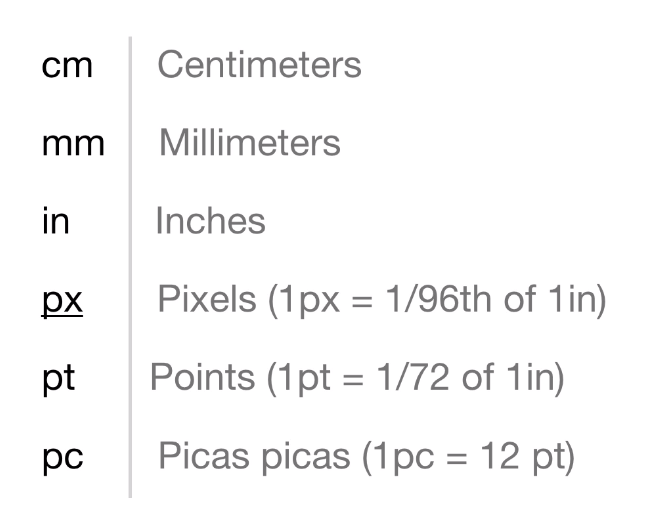 cm Centimeters
mm Millimeters
in Inches
px Pixels (1px = 1/96th of 1in)
pt Points (1pt = 1/72 of 1in)
pc Picas picas (1pc = 12 pt)